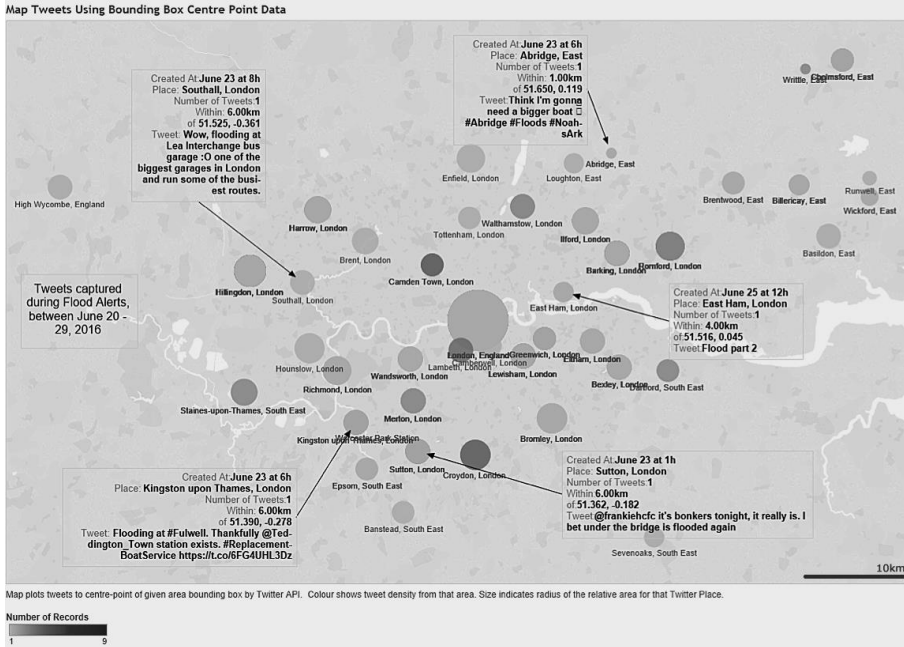 Map Tweets Using Bounding Box Centre Point Data
Created At:June 23 at 6h
Place: Abridge, East
Number of Tweets:1
Within: 1.00km
of 51.650, 0.119
Tweet:Think I'm gonna
need a bigger boat
#Abridge #Floods #Noah-
sArk
Created At:June 23 at 8h
Place: Southall, London
Number of Tweets:1
Within: 6.00km
of 51.525, -0.361
Tweet: Wow, flooding at
Lea Interchange bus
garage :O one of the
biggest garages in London
and run some of the busi-
est routes.
Writtle, East
Chelmsford, East
Abridge, East
Enfield, London
Loughton, East
High Wycombe, England
Brentwood, East
Billericay, East
Runwell, East
Wickford, East
Harrow, London
Tottenham, London
Walthamstow, London
Ilford, London
Basildon, East
Brent, London
Barking, London
Romford, London
Camden Town, London
Hillingdon, London
Southall, London
East Ham, London
Tweets captured
during Flood Alerts,
between June 20 -
29, 2016
Created At:June 25 at 12h
Place: East Ham, London
Number of Tweets:1
Within: 4.00km
of:51.516, 0.045
Tweet:Flood part 2
London, England
Greenwich, London
Camberwell, London
Eltham, London
Hounslow, London
Lambeth, London
Wandsworth, London
Lewisham, London
Richmond, London
Bexley, London
Dartford, South East
Staines-upon-Thames, South East
Merton, London
Worcester Park Station
Kingston upon Thames, London
Bromley, London
Sutton, London
Croydon, London
Epsom, South East
Banstead, South East
Sevenoaks, South East
Created At:June 23 at 6h
Place: Kingston upon Thames, London
Number of Tweets:1
Within: 6.00km
of 51.390, -0.278
Tweet: Flooding at #Fulwell. Thankfully @Ted-
dington_Town station exists. #Replacement-
BoatService https://t.co/6FG4UHL3Dz
Created At:June 23 at 1h
Place: Sutton, London
Number of Tweets:1
Within:6.00km
of:51.362, -0.182
Tweet:@frankiehcfc it's bonkers tonight, it really is. I
bet under the bridge is flooded again
10km
Map plots tweets to centre-point of given area bounding box by Twitter API. Colour shows tweet density from that area. Size indicates radius of the relative area for that Twitter Place.
Number of Records
1
9